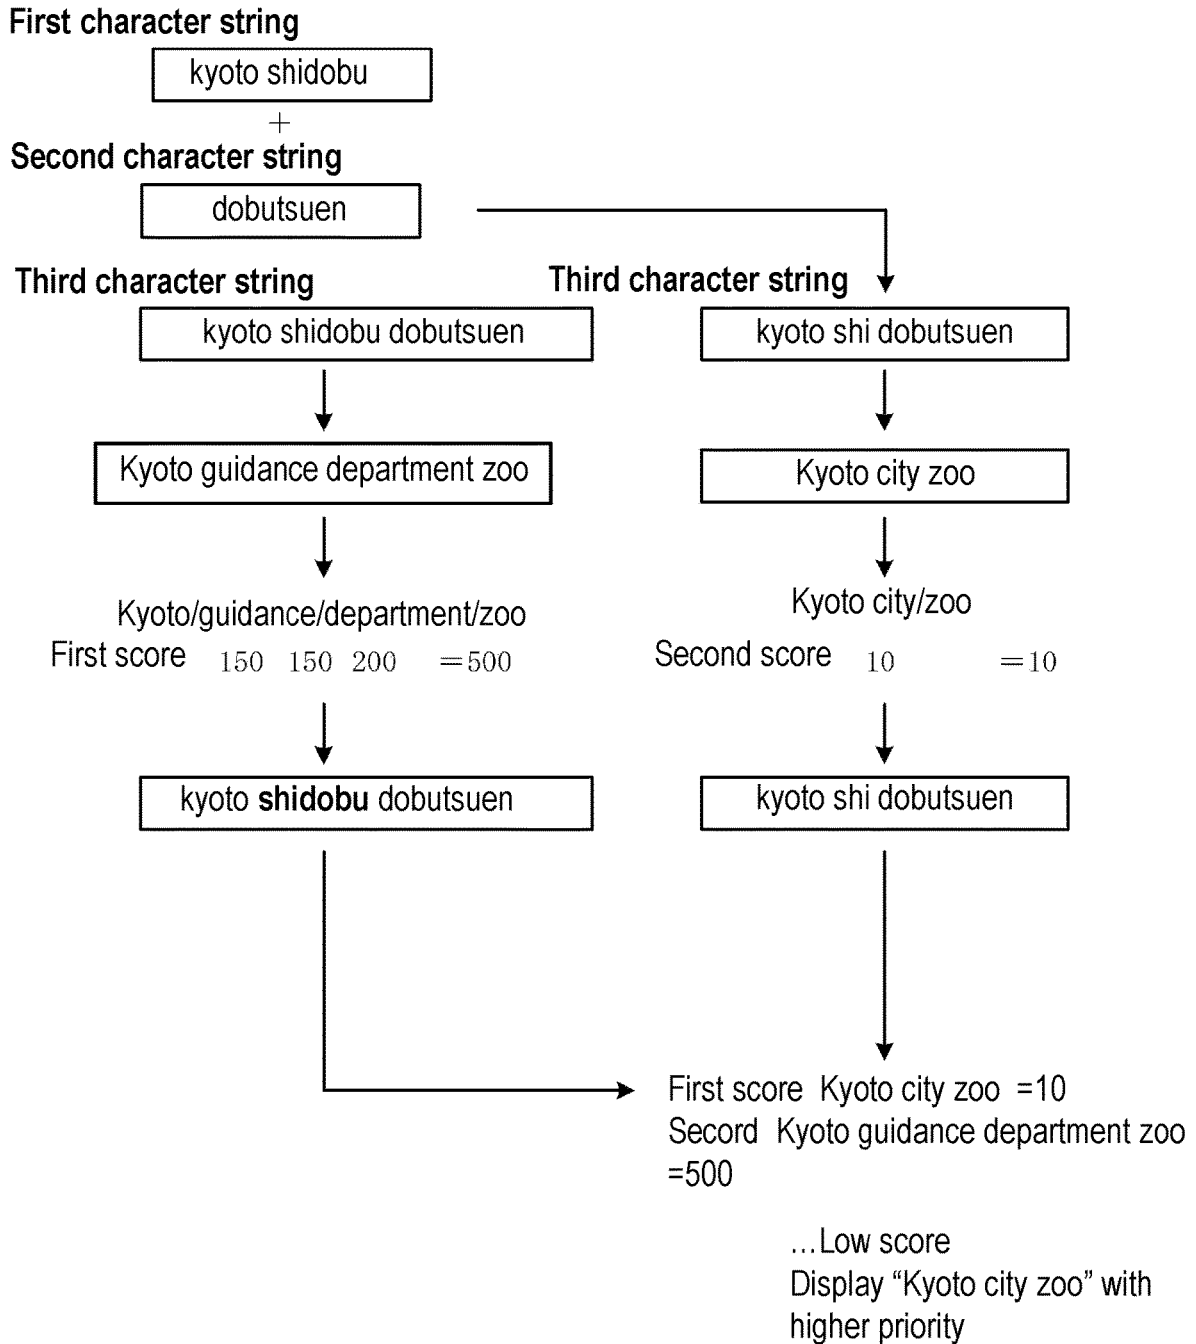 First character string
kyoto shidobu
+
Second character string
dobutsuen
Third character string
kyoto shidobu dobutsuen
Kyoto guidance department zoo
Kyoto/guidance/department/zoo
First score 150 150 200 =500
kyoto shidobu dobutsuen
Third character string
kyoto shi dobutsuen
Kyoto city zoo
Kyoto city/zoo
Second score 10 =10
kyoto shi dobutsuen
First score Kyoto city zoo =10
Secord Kyoto guidance department zoo
=500
...Low score
Display “Kyoto city zoo” with
higher priority